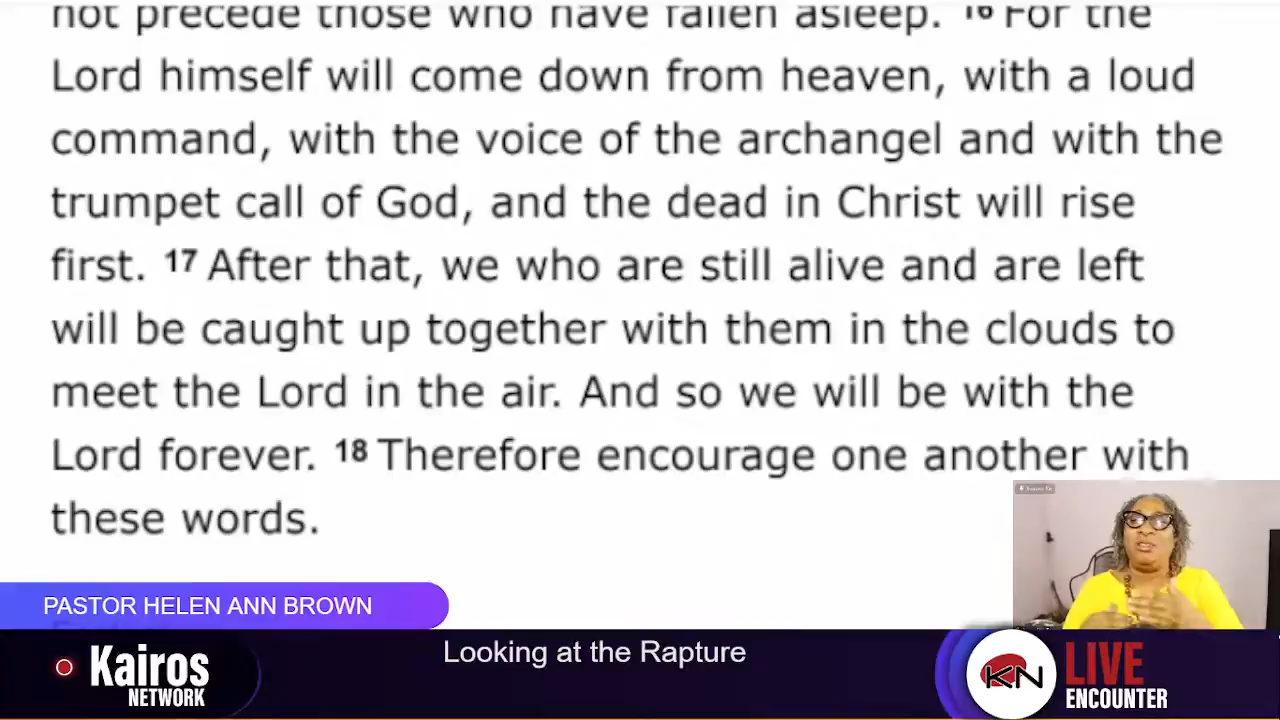 not precede those who have fallen asleep. 16 For the
Lord himself will come down from heaven, with a loud
command, with the voice of the archangel and with the
trumpet call of God, and the dead in Christ will rise
first. 17 After that, we who are still alive and are left
will be caught up together with them in the clouds to
meet the Lord in the air. And so we will be with the
Lord forever. 18 Therefore encourage one another with
these words.
PASTOR HELEN ANN BROWN
Kairos
NETWORK
Looking at the Rapture
KN
LIVE
ENCOUNTER